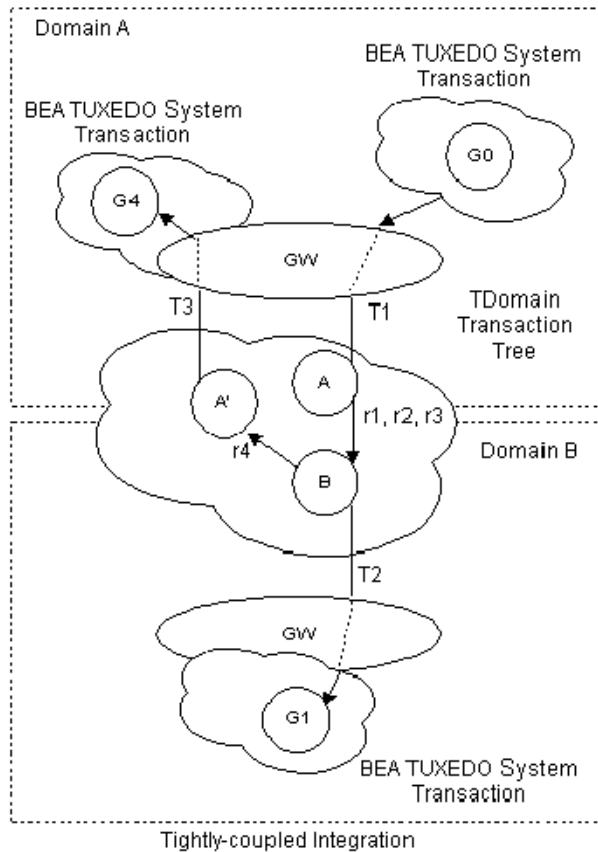 Domain A
BEA TUXEDO System
Transaction
BEA TUXEDO System
Transaction
G0
G4
GW
T3
T1
TDomain
Transaction
Tree
A
A'
r1, r2, r3
r4
B
Domain B
T2
GW
G1
BEA TUXEDO System
Transaction
Tightly-coupled Integration